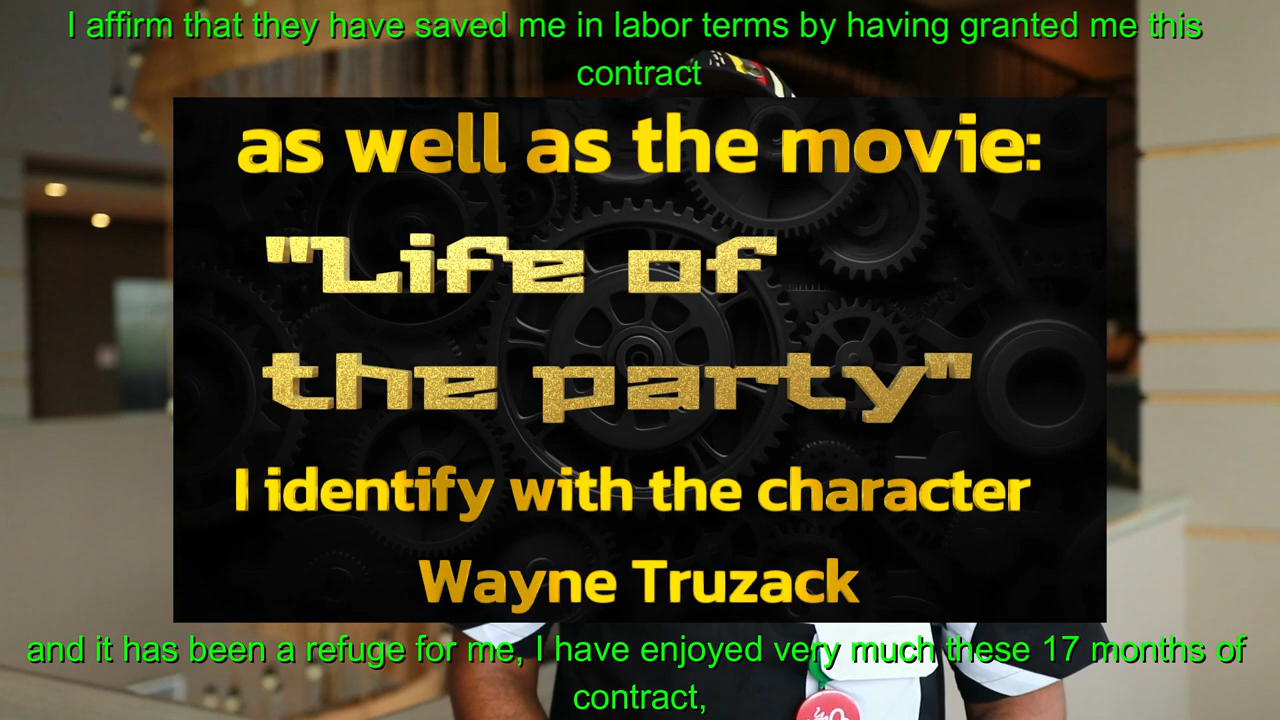 I affirm that they have saved me in labor terms by having granted me this
contract
as well as the movie:
"Life of
the party"
I identify with the character
Wayne Truzack
and it has been a refuge for me, I have enjoyed very much these 17 months of
contract,